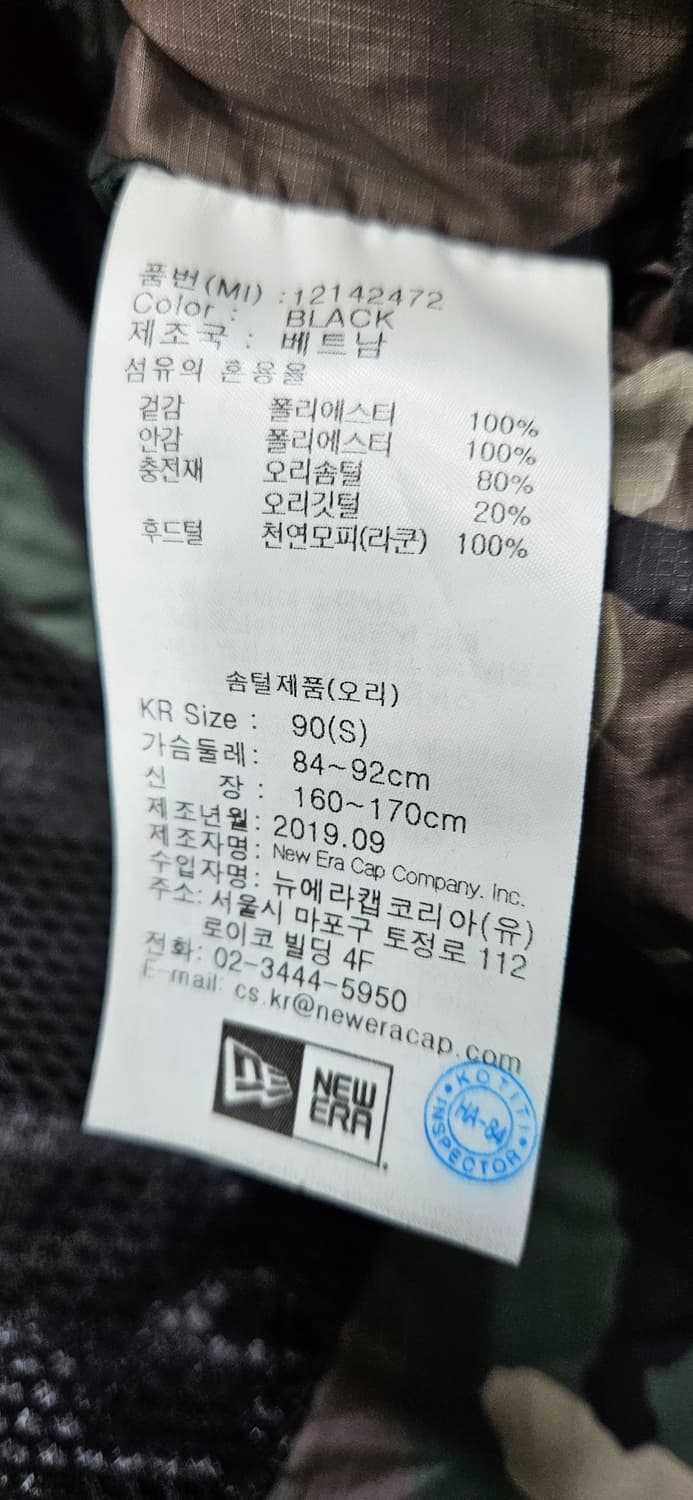 품번(MI) : 12142472
Color : BLACK
제조국 : 베트남
섬유의 혼용율
겉감 폴리에스터 100%
안감 폴리에스터 100%
충전재 오리솜털 80%
오리깃털 20%
후드털 천연모피(라쿤) 100%
솜털제품(오리)
KR Size : 90(S)
가슴둘레: 84~92cm
신 장 : 160~170cm
제조년월: 2019.09
제조자명: New Era Cap Company. Inc.
수입자명: 뉴에라캡코리아(유)
주소: 서울시 마포구 토정로 112
로이코 빌딩 4F
전화: 02-3444-5950
E-mail: cs.kr@neweracap.com
NEW
ERA
KOTITI
HA-84
INSPECTOR